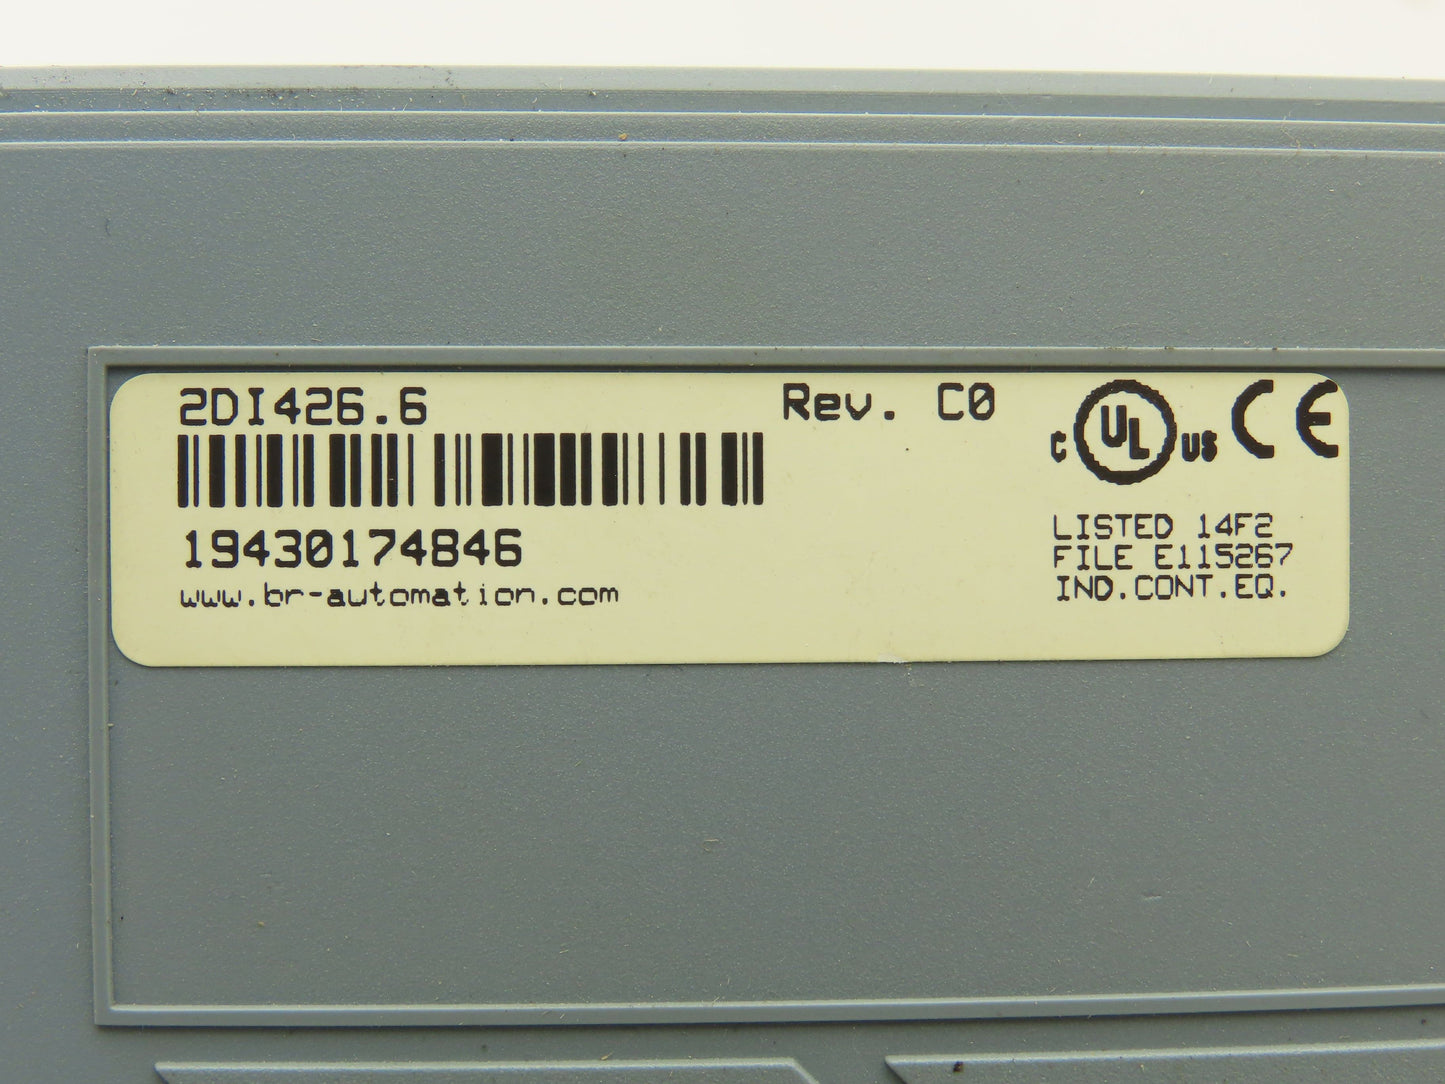 2DI426.6
Rev. C0
19430174846
www.br-automation.com
C UL US CE
LISTED 14F2
FILE E115267
IND.CONT.EQ.